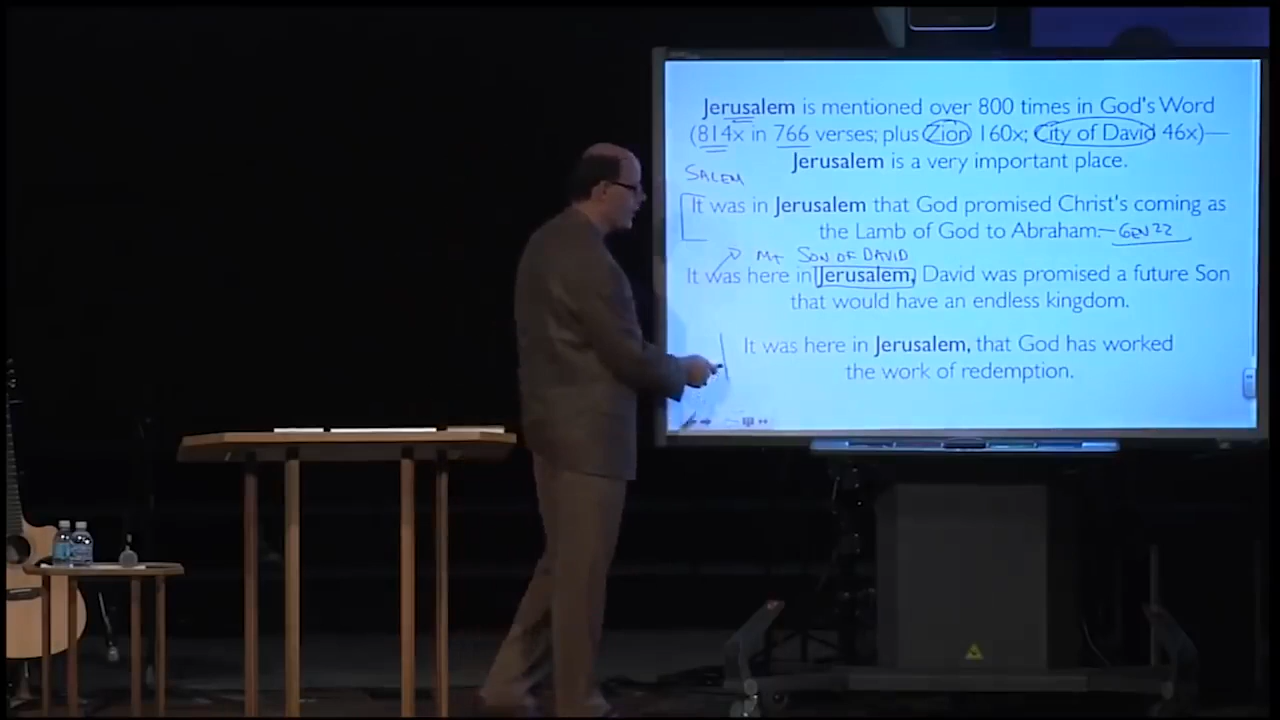 Jerusalem is mentioned over 800 times in God's Word
(814x in 766 verses; plus Zion 160x; City of David 46x)—
Jerusalem is a very important place.
SALEM
It was in Jerusalem that God promised Christ's coming as
the Lamb of God to Abraham.— GEN 22
Mt SON OF DAVID
It was here in Jerusalem, David was promised a future Son
that would have an endless kingdom.
It was here in Jerusalem, that God has worked
the work of redemption.